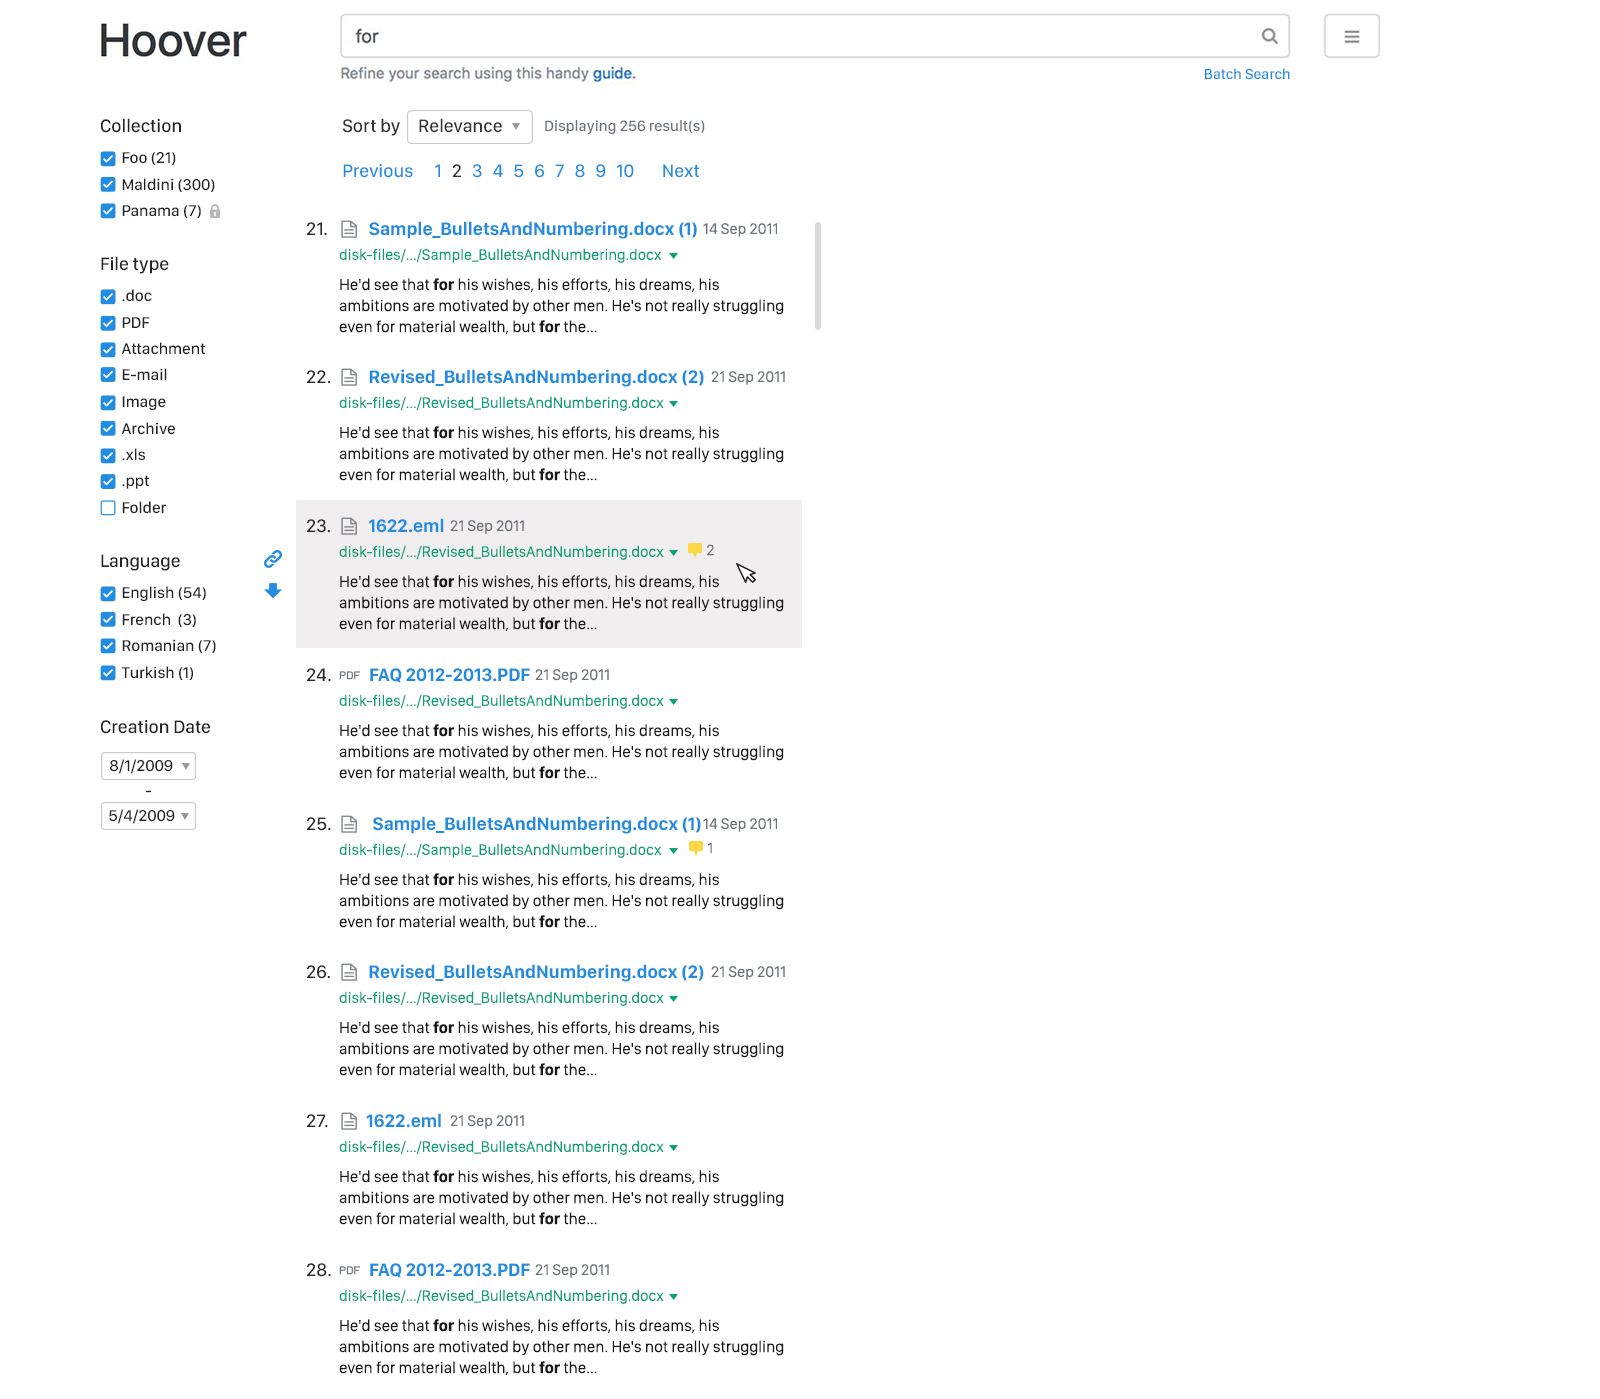 Hoover
for
Refine your search using this handy guide.
Batch Search
Collection
Foo (21)
Maldini (300)
Panama (7)
File type
.doc
PDF
Attachment
E-mail
Image
Archive
.xls
.ppt
Folder
Language
English (54)
French (3)
Romanian (7)
Turkish (1)
Creation Date
8/1/2009
-
5/4/2009
Sort by Relevance Displaying 256 result(s)
Previous 1 2 3 4 5 6 7 8 9 10 Next
21. Sample_BulletsAndNumbering.docx (1) 14 Sep 2011
disk-files/.../Sample_BulletsAndNumbering.docx
He'd see that for his wishes, his efforts, his dreams, his
ambitions are motivated by other men. He's not really struggling
even for material wealth, but for the...
22. Revised_BulletsAndNumbering.docx (2) 21 Sep 2011
disk-files/.../Revised_BulletsAndNumbering.docx
He'd see that for his wishes, his efforts, his dreams, his
ambitions are motivated by other men. He's not really struggling
even for material wealth, but for the...
23. 1622.eml 21 Sep 2011
disk-files/.../Revised_BulletsAndNumbering.docx 2
He'd see that for his wishes, his efforts, his dreams, his
ambitions are motivated by other men. He's not really struggling
even for material wealth, but for the...
24. PDF FAQ 2012-2013.PDF 21 Sep 2011
disk-files/.../Revised_BulletsAndNumbering.docx
He'd see that for his wishes, his efforts, his dreams, his
ambitions are motivated by other men. He's not really struggling
even for material wealth, but for the...
25. Sample_BulletsAndNumbering.docx (1) 14 Sep 2011
disk-files/.../Sample_BulletsAndNumbering.docx 1
He'd see that for his wishes, his efforts, his dreams, his
ambitions are motivated by other men. He's not really struggling
even for material wealth, but for the...
26. Revised_BulletsAndNumbering.docx (2) 21 Sep 2011
disk-files/.../Revised_BulletsAndNumbering.docx
He'd see that for his wishes, his efforts, his dreams, his
ambitions are motivated by other men. He's not really struggling
even for material wealth, but for the...
27. 1622.eml 21 Sep 2011
disk-files/.../Revised_BulletsAndNumbering.docx
He'd see that for his wishes, his efforts, his dreams, his
ambitions are motivated by other men. He's not really struggling
even for material wealth, but for the...
28. PDF FAQ 2012-2013.PDF 21 Sep 2011
disk-files/.../Revised_BulletsAndNumbering.docx
He'd see that for his wishes, his efforts, his dreams, his
ambitions are motivated by other men. He's not really struggling
even for material wealth, but for the...